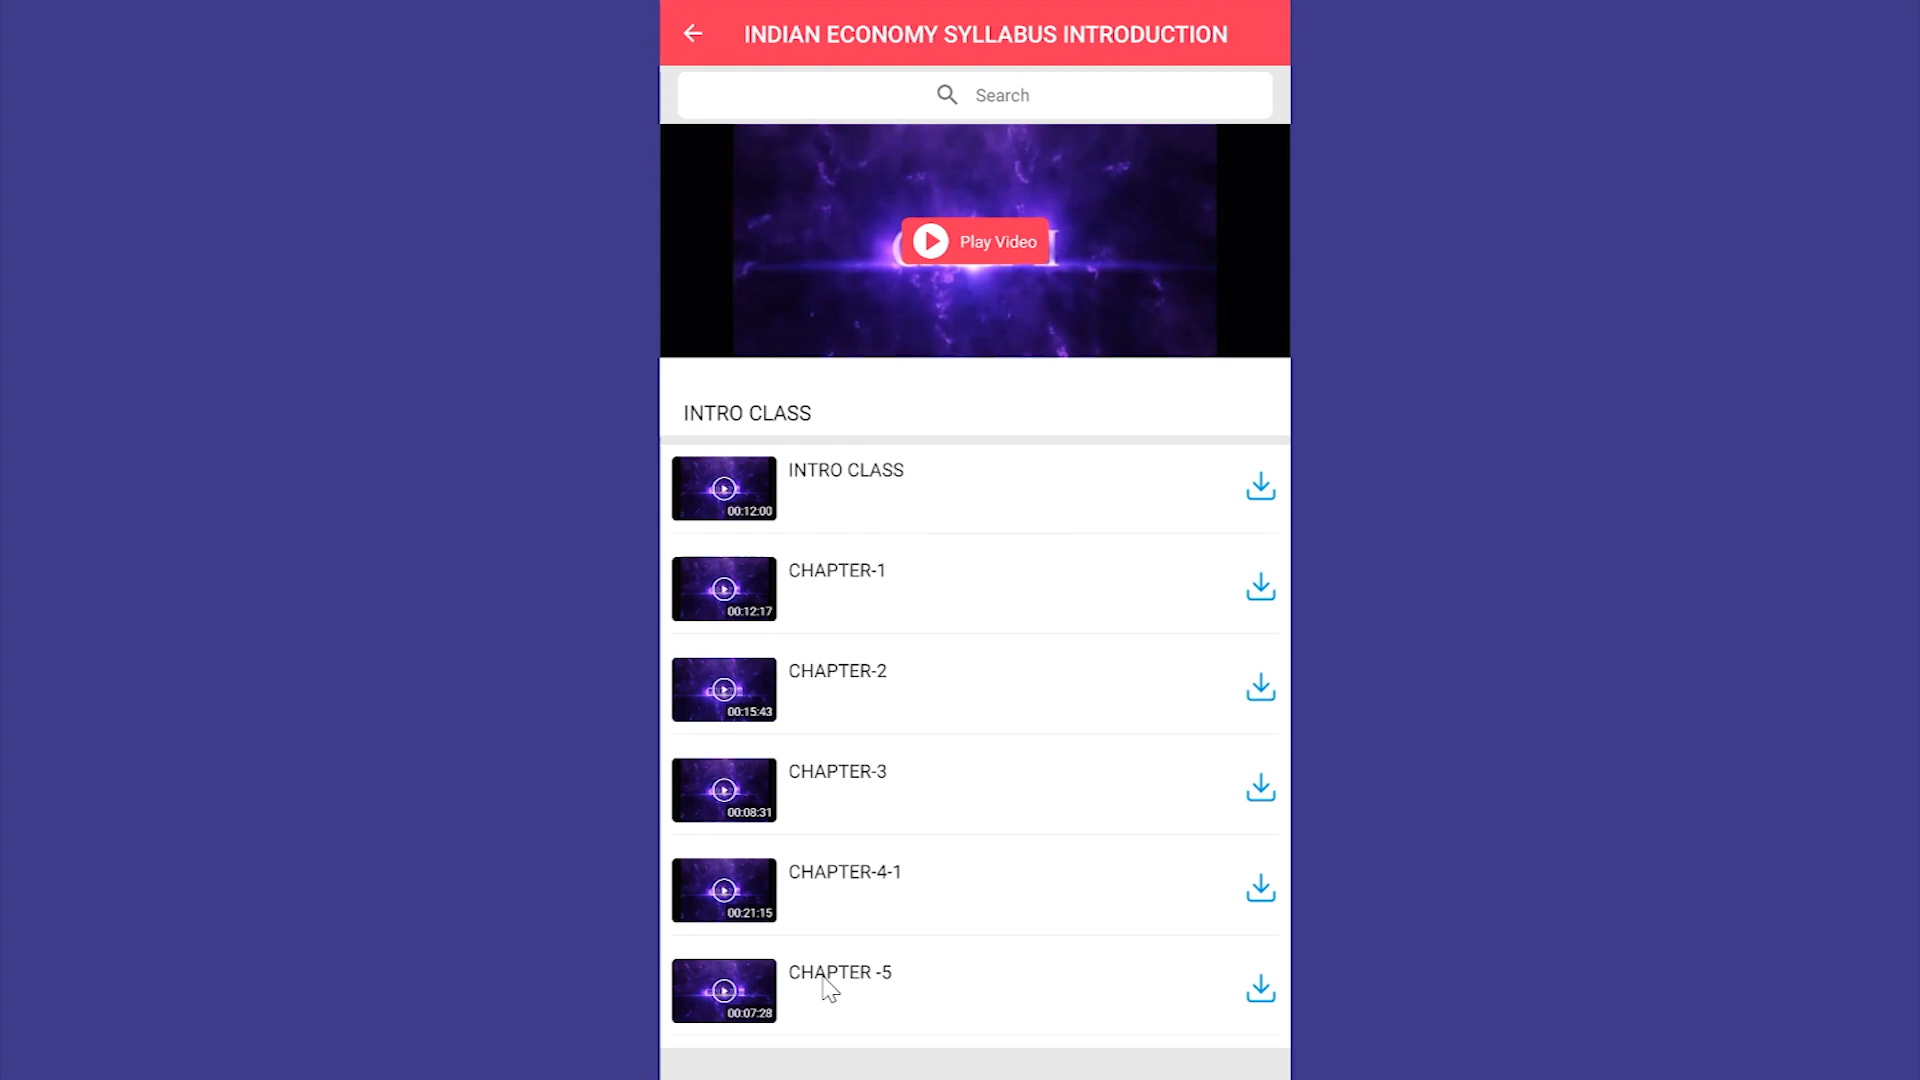 INDIAN ECONOMY SYLLABUS INTRODUCTION
Search
Play Video
INTRO CLASS
INTRO CLASS
00:12:00
CHAPTER-1
00:12:17
CHAPTER-2
00:15:43
CHAPTER-3
00:08:31
CHAPTER-4-1
00:21:15
CHAPTER -5
00:07:28